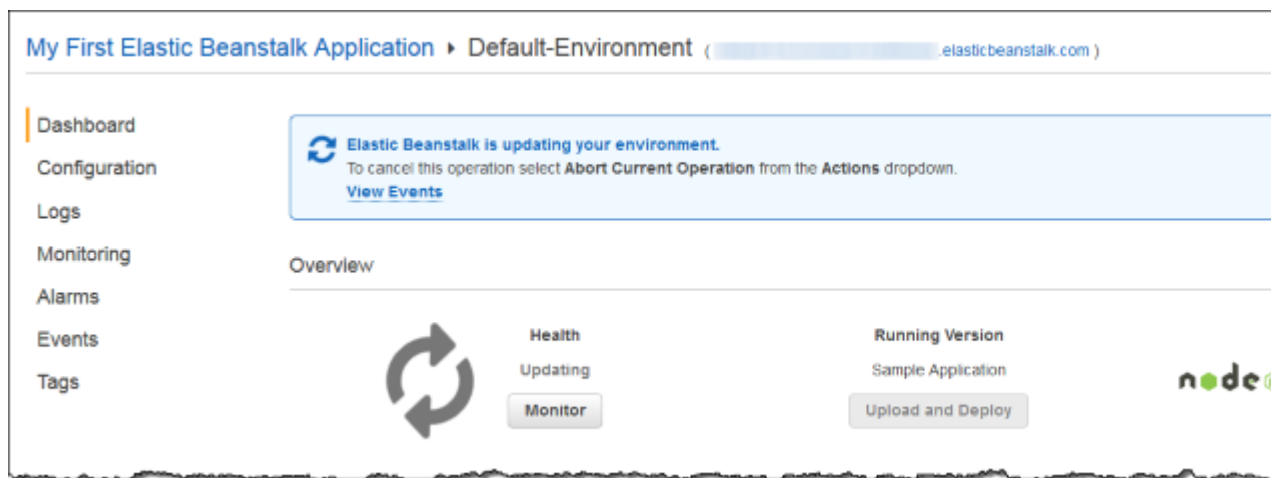 My First Elastic Beanstalk Application ▸ Default-Environment ( .elasticbeanstalk.com )
Dashboard
Configuration
Logs
Monitoring
Alarms
Events
Tags
Elastic Beanstalk is updating your environment.
To cancel this operation select Abort Current Operation from the Actions dropdown.
View Events
Overview
Health
Updating
Monitor
Running Version
Sample Application
Upload and Deploy
node